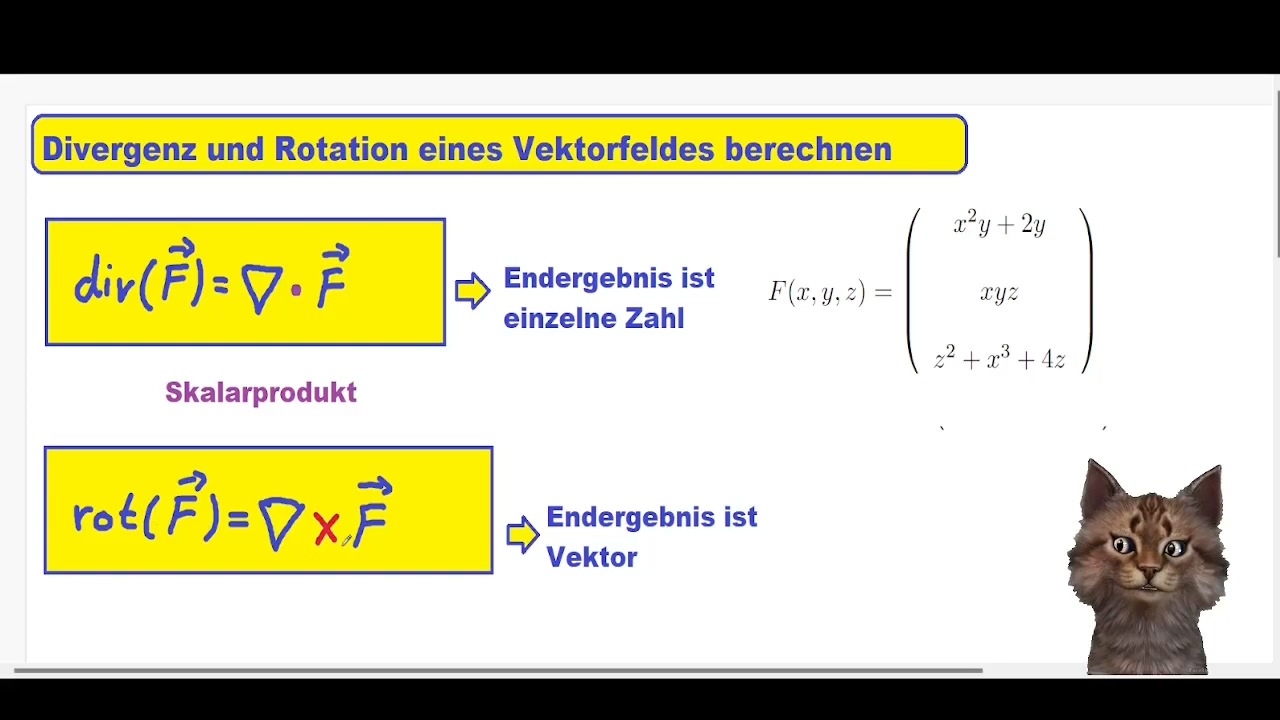 Divergenz und Rotation eines Vektorfeldes berechnen
div(F⃗) = ∇ · F⃗
Endergebnis ist
einzelne Zahl
F(x, y, z) =
x²y + 2y
xyz
z² + x³ + 4z
Skalarprodukt
rot(F⃗) = ∇ × F⃗
Endergebnis ist
Vektor